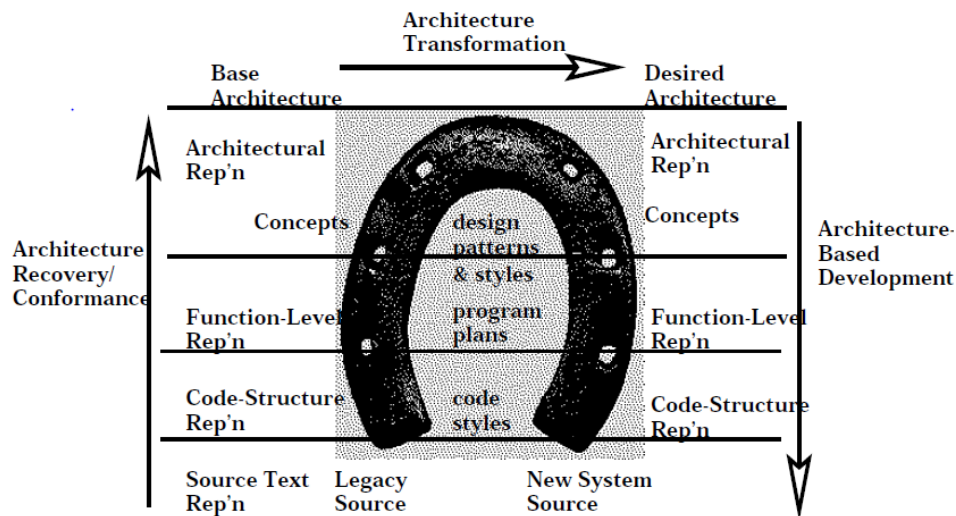 Architecture
Transformation
Base
Architecture
Desired
Architecture
Architectural
Rep'n
Architectural
Rep'n
Concepts
design
patterns
& styles
Concepts
Architecture
Recovery/
Conformance
Architecture-
Based
Development
Function-Level
Rep'n
program
plans
Function-Level
Rep'n
Code-Structure
Rep'n
code
styles
Code-Structure
Rep'n
Source Text
Rep'n
Legacy
Source
New System
Source